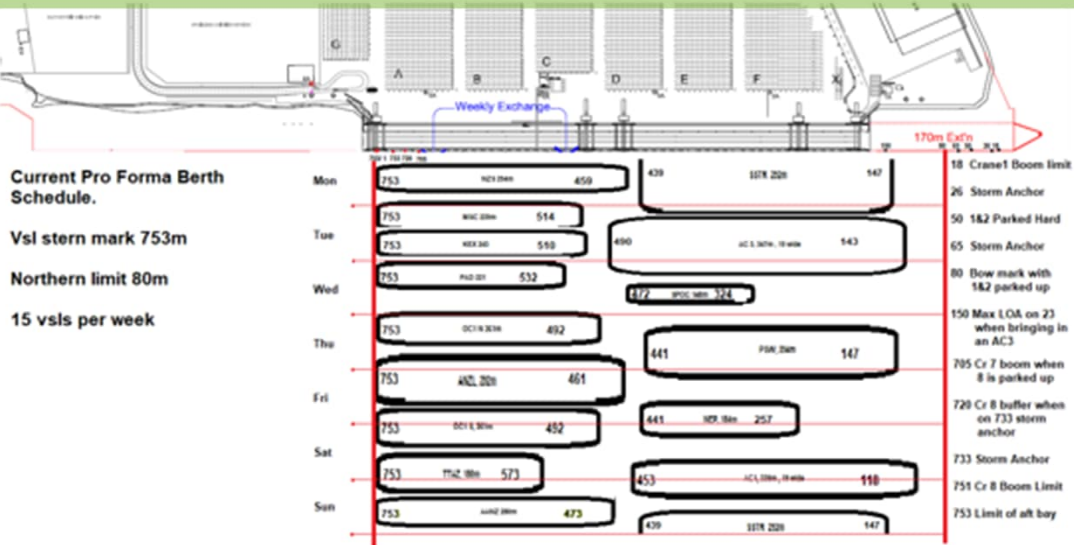 G
A
B
C
D
E
F
X
Weekly Exchange
170m Ext'n
Current Pro Forma Berth
Schedule.
Vsl stern mark 753m
Northern limit 80m
15 vsls per week
Mon
753 459
439 SSTM, 292m 147
Tue
753 514
753 510
490 143
Wed
753 532
472 324
Thu
753 492
441 147
Fri
753 ANZL, 292m 461
753 492
441 257
Sat
753 573
453 118
Sun
753 473
439 SSTM, 292m 147
18 Crane1 Boom limit
26 Storm Anchor
50 1&2 Parked Hard
65 Storm Anchor
80 Bow mark with
1&2 parked up
150 Max LOA on 23
when bringing in
an AC3
705 Cr 7 boom when
8 is parked up
720 Cr 8 buffer when
on 733 storm
anchor
733 Storm Anchor
751 Cr 8 Boom Limit
753 Limit of aft bay